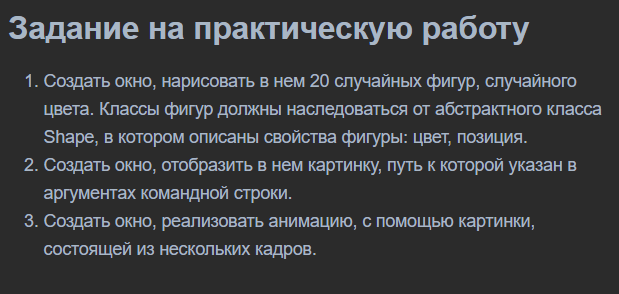 Задание на практическую работу
1. Создать окно, нарисовать в нем 20 случайных фигур, случайного
цвета. Классы фигур должны наследоваться от абстрактного класса
Shape, в котором описаны свойства фигуры: цвет, позиция.
2. Создать окно, отобразить в нем картинку, путь к которой указан в
аргументах командной строки.
3. Создать окно, реализовать анимацию, с помощью картинки,
состоящей из нескольких кадров.